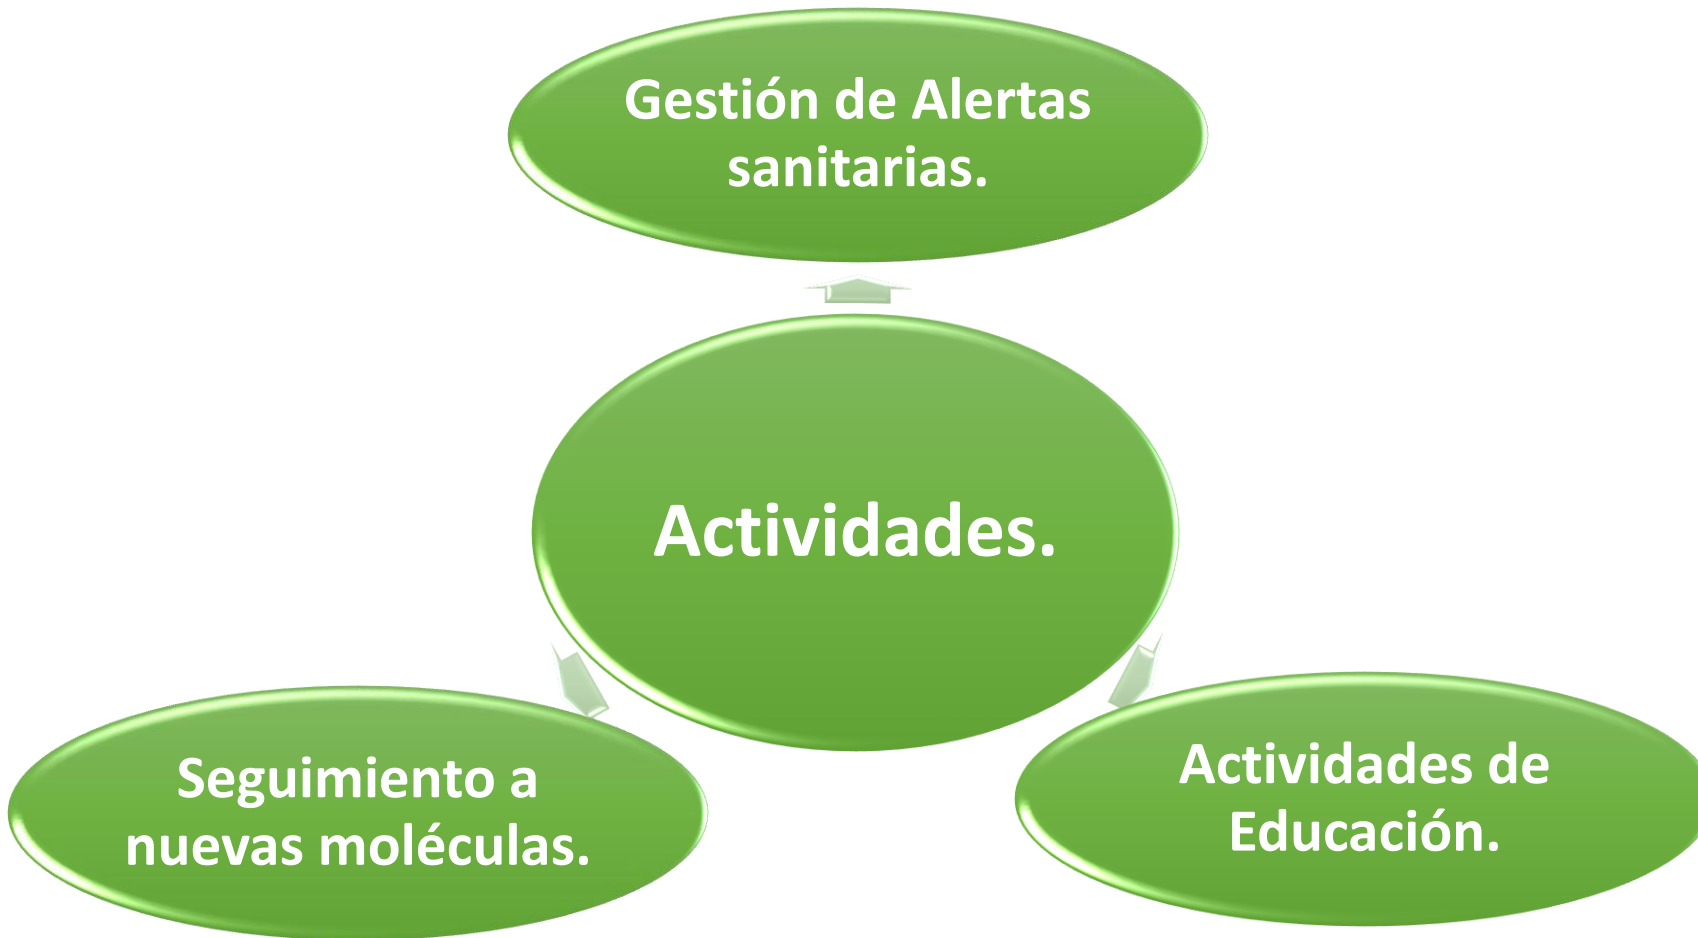 Gestión de Alertas
sanitarias.
Actividades.
Seguimiento a
nuevas moléculas.
Actividades de
Educación.